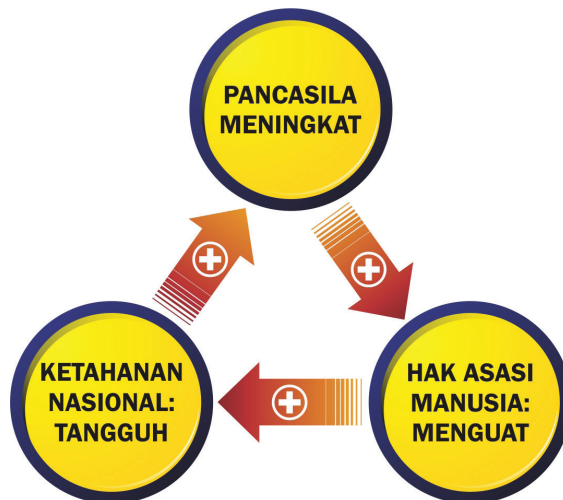 PANCASILA
MENINGKAT
KETAHANAN
NASIONAL:
TANGGUH
HAK ASASI
MANUSIA:
MENGUAT